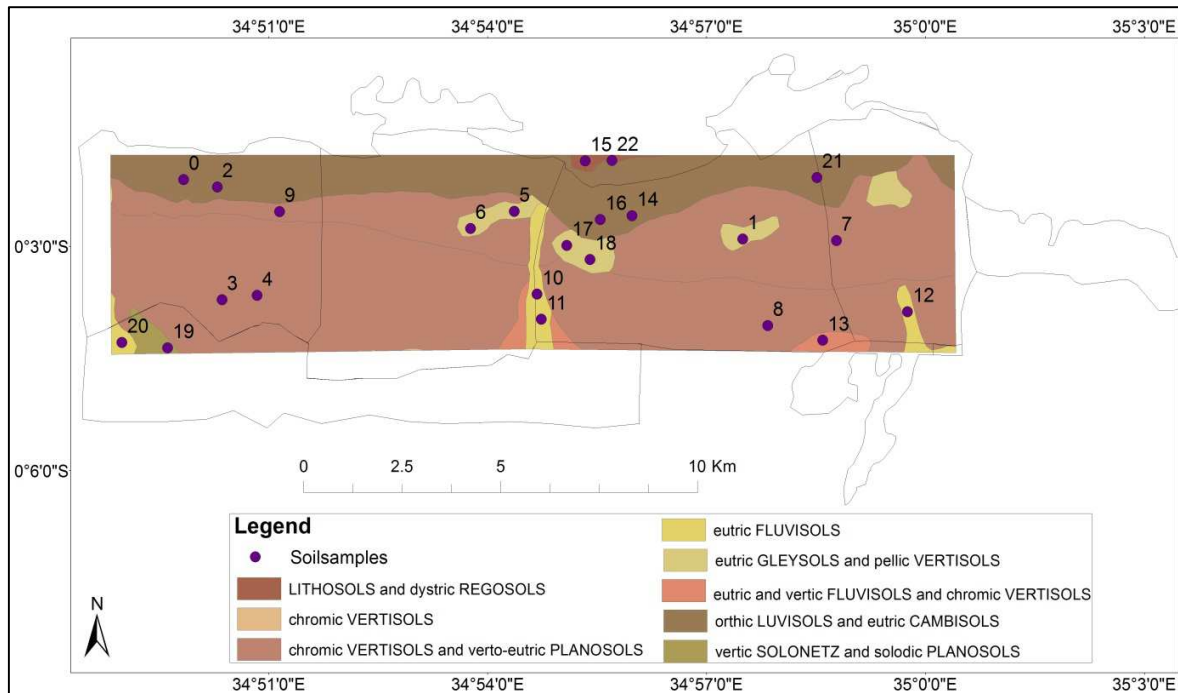 34°51'0"E 34°54'0"E 34°57'0"E 35°0'0"E 35°3'0"E
15 22
0 2 21
9 5 16 14
6 17 18 1 7
0°3'0"S
3 4 10
11 8 12
20 19 13
0°6'0"S
0 2.5 5 10 Km
Legend
Soilsamples
LITHOSOLS and dystric REGOSOLS
chromic VERTISOLS
chromic VERTISOLS and verto-eutric PLANOSOLS
eutric FLUVISOLS
eutric GLEYSOLS and pellic VERTISOLS
eutric and vertic FLUVISOLS and chromic VERTISOLS
orthic LUVISOLS and eutric CAMBISOLS
vertic SOLONETZ and solodic PLANOSOLS
N
34°51'0"E 34°54'0"E 34°57'0"E 35°0'0"E 35°3'0"E